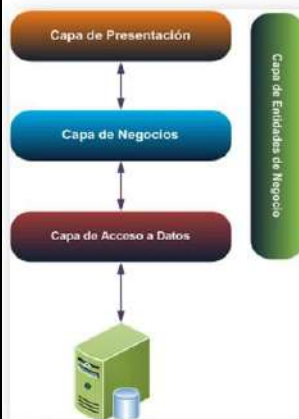 Capa de Presentación
Capa de Negocios
Capa de Acceso a Datos
Capa de Entidades de Negocio